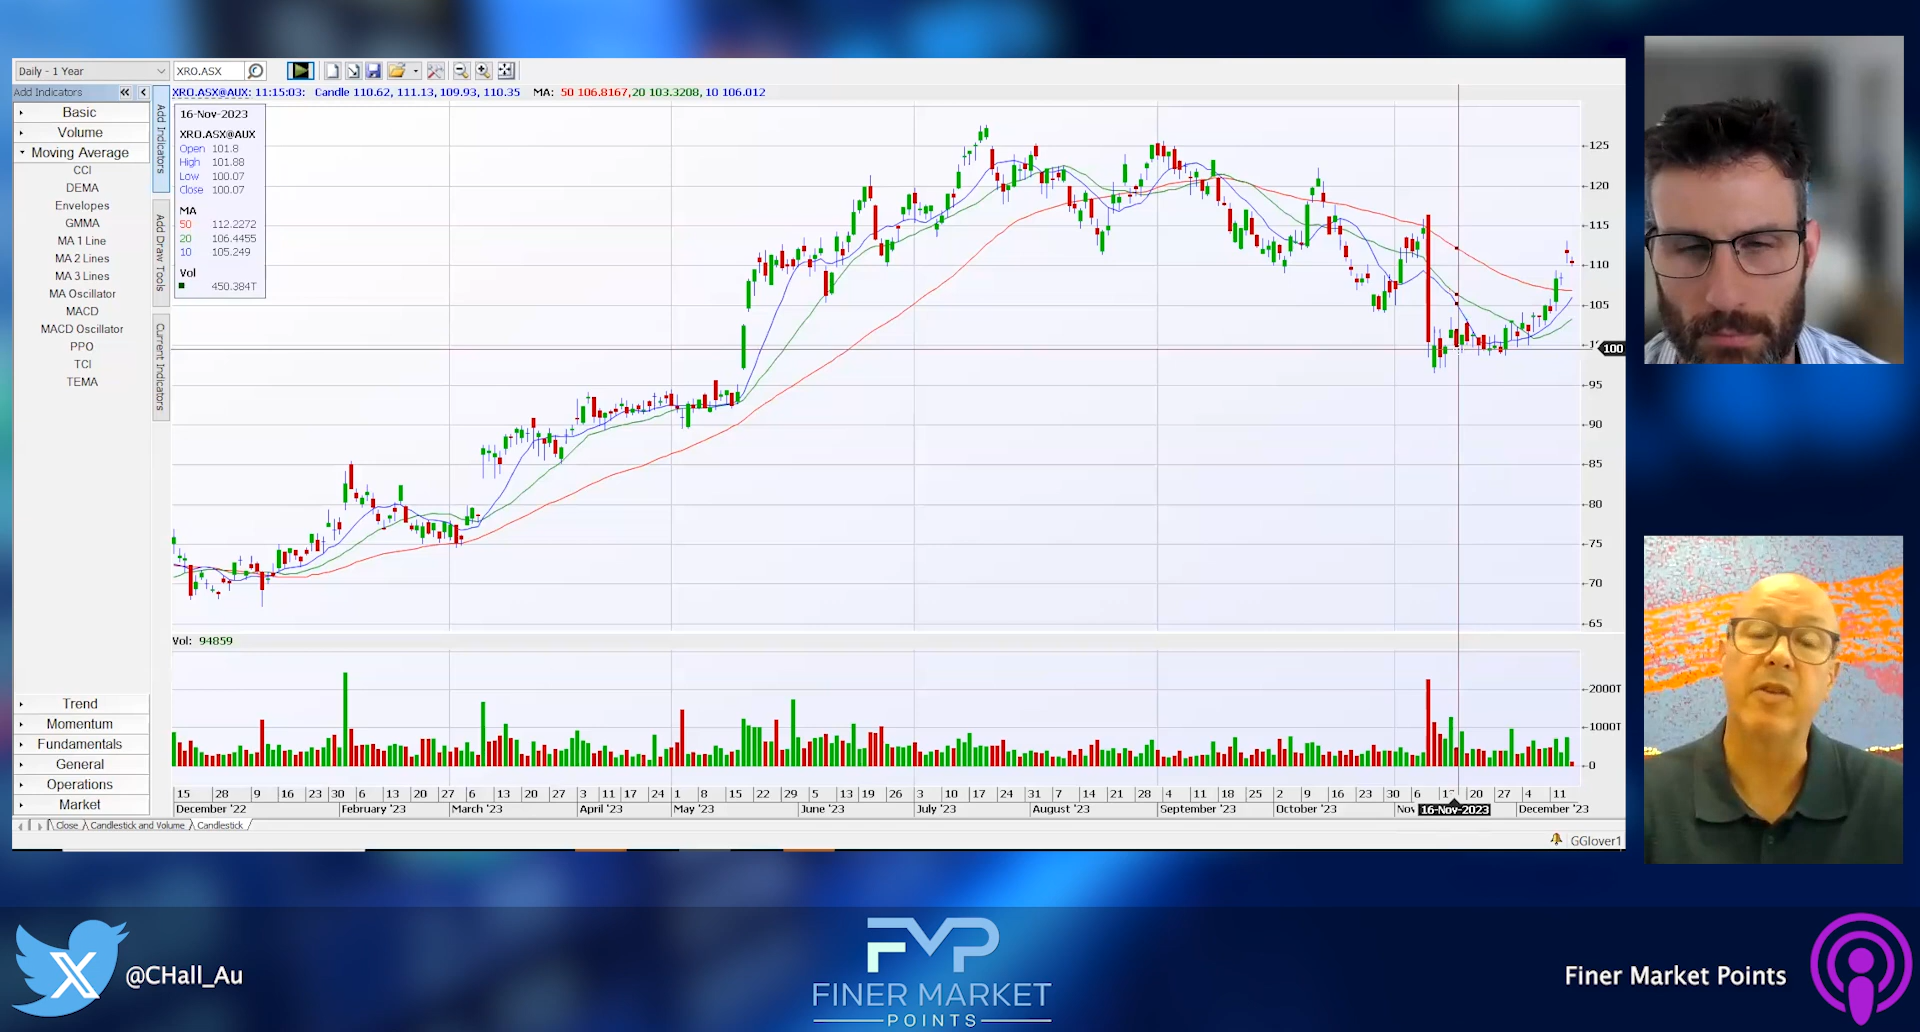 Daily - 1 Year
XRO.ASX
Add Indicators
XRO.ASX@AUX: 11:15:03: Candle 110.62, 111.13, 109.93, 110.35 MA: 50 106.8167,20 103.3208, 10 106.012
Basic
Volume
Moving Average
CCI
DEMA
Envelopes
GMMA
MA 1 Line
MA 2 Lines
MA 3 Lines
MA Oscillator
MACD
MACD Oscillator
PPO
TCI
TEMA
Trend
Momentum
Fundamentals
General
Operations
Market
Add Indicators
Add Draw Tools
Current Indicators
16-Nov-2023
XRO.ASX@AUX
Open 101.8
High 101.88
Low 100.07
Close 100.07
MA
50 112.2272
20 106.4455
10 105.249
Vol
450.384T
125
120
115
110
105
100
95
90
85
80
75
70
65
Vol: 94859
2000T
1000T
0
15 28 9 16 23 30 6 13 20 27 6 13 20 27 3 11 17 24 1 8 15 22 29 5 13 19 26 3 10 17 24 31 7 14 21 28 4 11 18 25 2 9 16 23 30 6 20 27 4 11
December '22 February '23 March '23 April '23 May '23 June '23 July '23 August '23 September '23 October '23 Nov 16-Nov-2023 December '23
Close Candlestick and Volume Candlestick
GGlover1
X @CHall_Au
FMP
FINER MARKET
POINTS
Finer Market Points